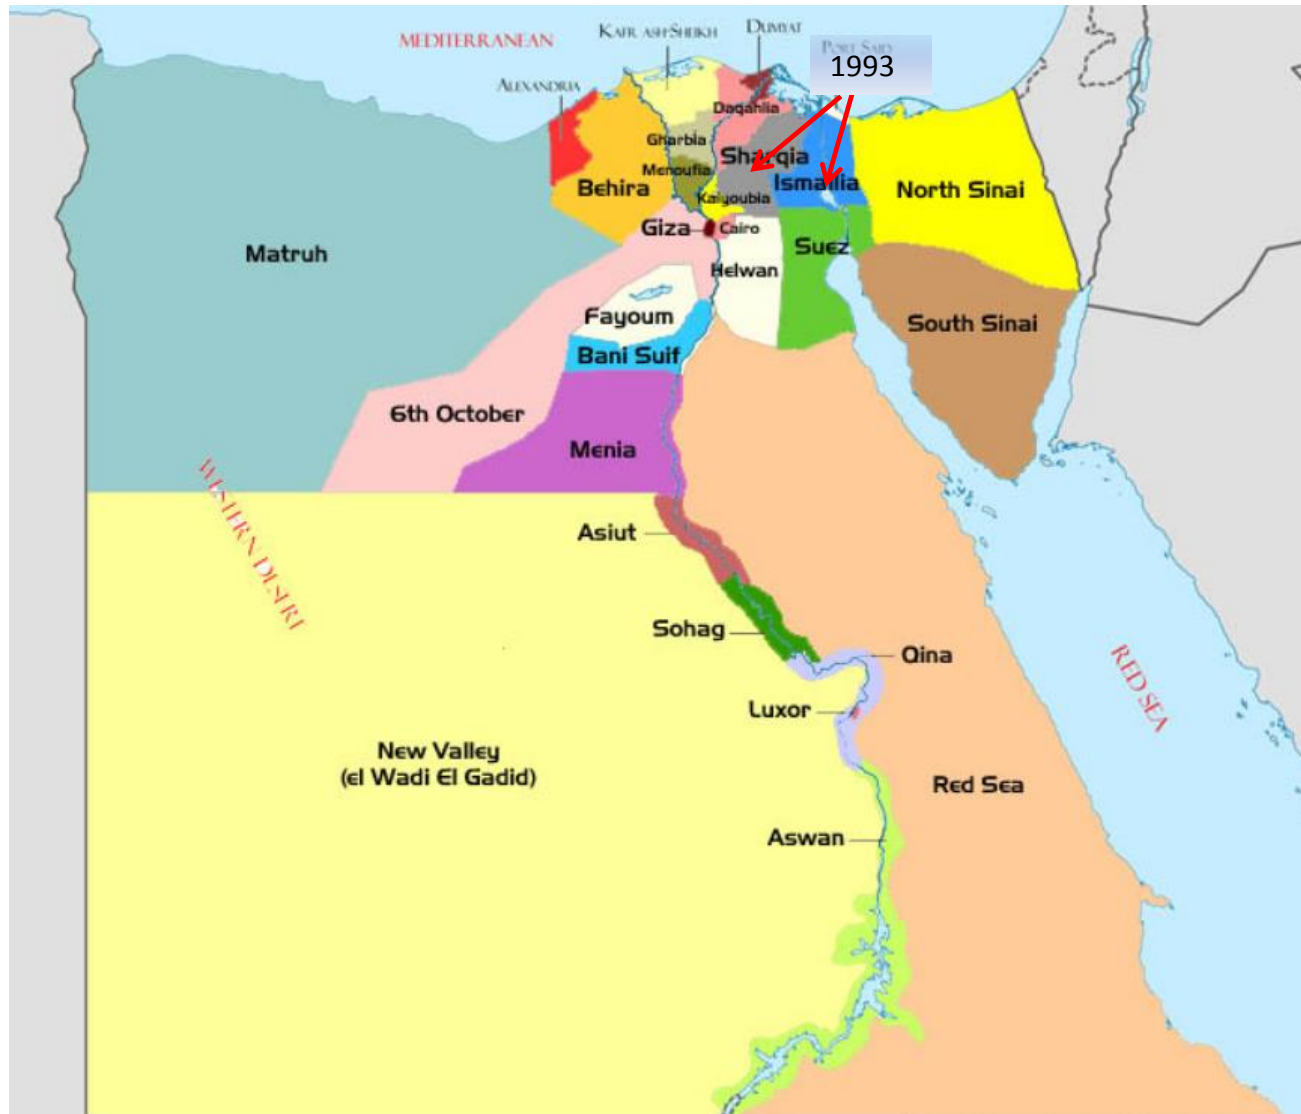 MEDITERRANEAN
KAFR ASH-SHEIKH
DUMYAT
PORT SAID
1993
ALEXANDRIA
Daqahlia
Gharbia
Sharqia
Menoufia
Ismailia
Behira
Kalyoubia
North Sinai
Giza
Cairo
Suez
Matruh
Helwan
Fayoum
South Sinai
Bani Suif
6th October
Menia
WESTERN DESERT
Asiut
Sohag
Qina
RED SEA
Luxor
New Valley
(el Wadi El Gadid)
Red Sea
Aswan